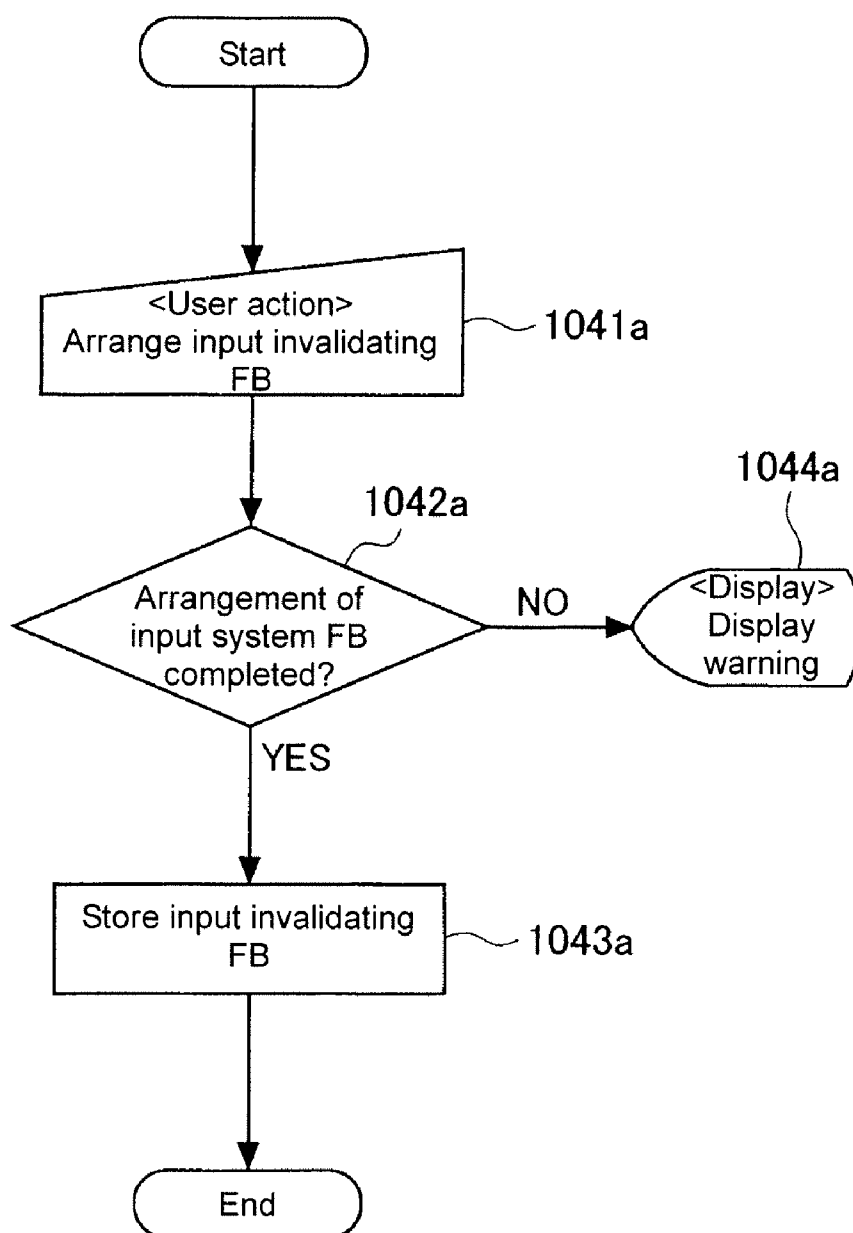 Start
<User action>
Arrange input invalidating
FB
1041a
1042a
Arrangement of
input system FB
completed?
NO
1044a
<Display>
Display
warning
YES
Store input invalidating
FB
1043a
End